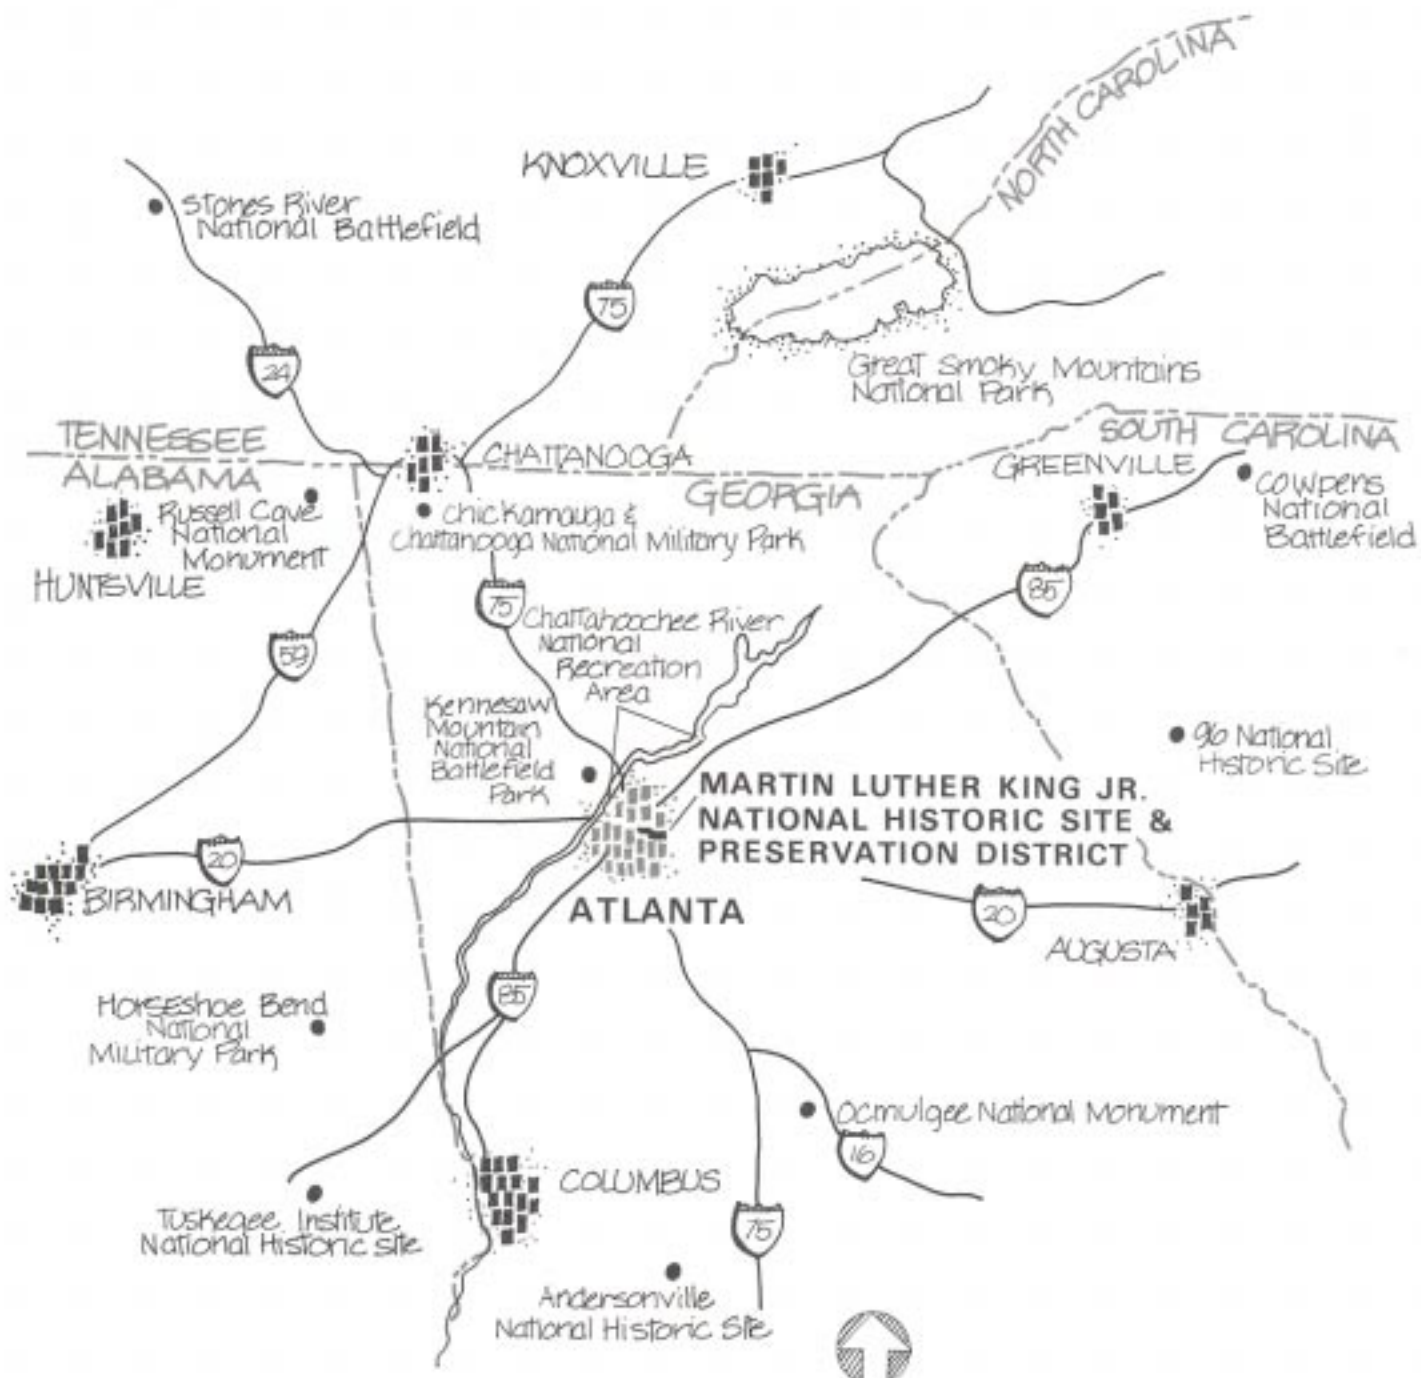 NORTH CAROLINA
KNOXVILLE
Stones River
National Battlefield
75
24
Great Smoky Mountains
National Park
TENNESSEE
ALABAMA
CHATTANOOGA
GEORGIA
SOUTH CAROLINA
GREENVILLE
Cowpens
National
Battlefield
Russell Cave
National
Monument
HUNTSVILLE
Chickamauga &
Chattanooga National Military Park
75
85
59
Chattahoochee River
National
Recreation
Area
Kennesaw
Mountain
National
Battlefield
Park
96 National
Historic Site
MARTIN LUTHER KING JR.
NATIONAL HISTORIC SITE &
PRESERVATION DISTRICT
20
BIRMINGHAM
ATLANTA
20
AUGUSTA
85
Horseshoe Bend
National
Military Park
Ocmulgee National Monument
16
COLUMBUS
75
Tuskegee Institute
National Historic Site
Andersonville
National Historic Site